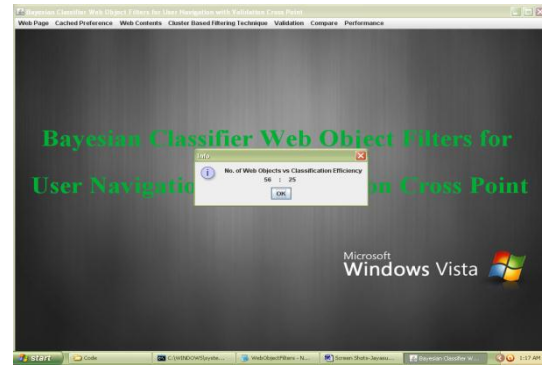 Bayesian Classifier Web Object Filters for User Navigation with Validation Cross Point
Web Page Cached Preference Web Contents Cluster Based Filtering Technique Validation Compare Performance
Bayesian Classifier Web Object Filters for
User Navigatio on Cross Point
Info
No. of Web Objects vs Classification Efficiency
56 : 25
OK
Microsoft
Windows Vista
start Code C:\WINDOWS\syste... WebObjectFilters - N... Screen Shots-Jayasu... Bayesian Classifier W... 1:17 AM